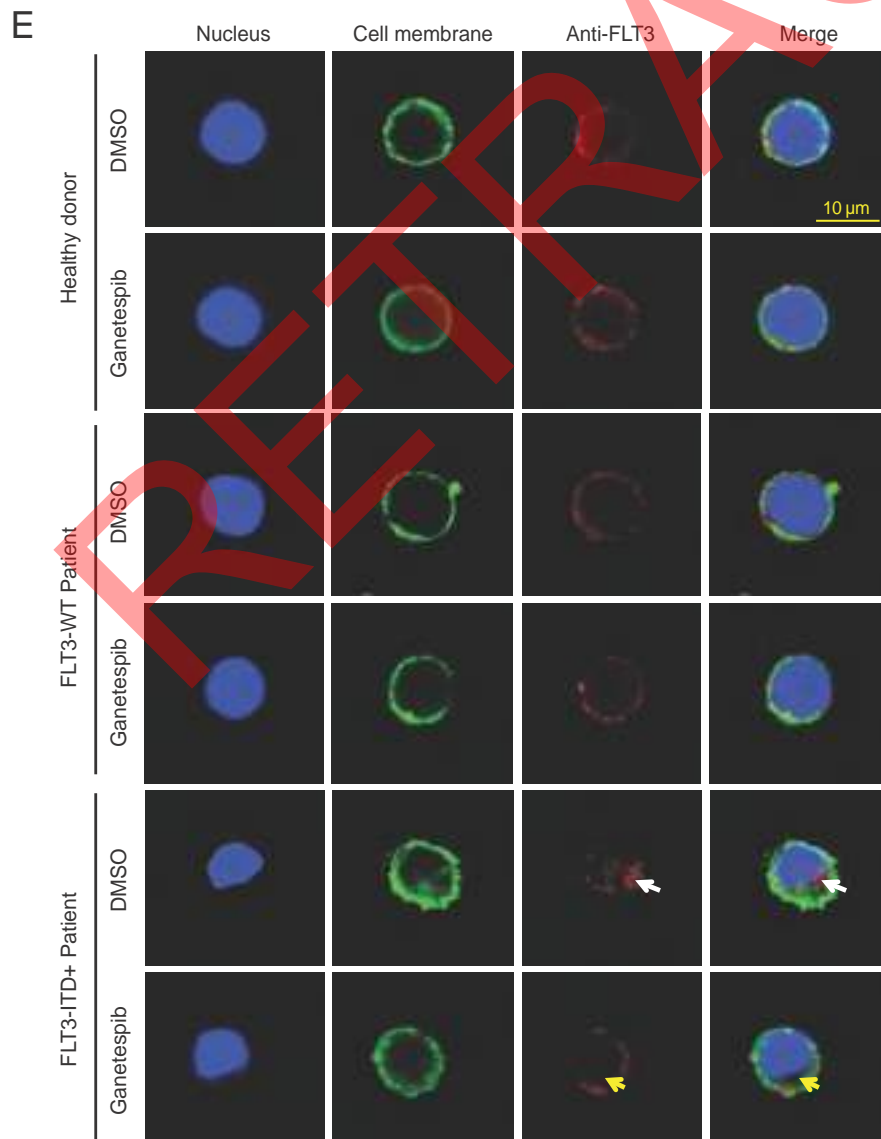 E
Nucleus Cell membrane Anti-FLT3 Merge
Healthy donor
DMSO
10 µm
Ganetespib
FLT3-WT Patient
DMSO
Ganetespib
FLT3-ITD+ Patient
DMSO
Ganetespib
RETRAC